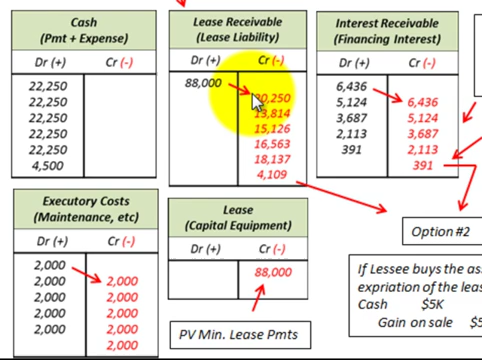 Cash
(Pmt + Expense)
Dr (+) Cr (-)
22,250
22,250
22,250
22,250
22,250
4,500
Lease Receivable
(Lease Liability)
Dr (+) Cr (-)
88,000
20,250
13,814
15,126
16,563
18,137
4,109
Interest Receivable
(Financing Interest)
Dr (+) Cr (-)
6,436
5,124 6,436
3,687 5,124
2,113 3,687
391 2,113
391
Executory Costs
(Maintenance, etc)
Dr (+) Cr (-)
2,000
2,000 2,000
2,000 2,000
2,000 2,000
2,000 2,000
2,000
Lease
(Capital Equipment)
Dr (+) Cr (-)
88,000
PV Min. Lease Pmts
Option #2
If Lessee buys the
expriation of the
Cash $5K
Gain on sale